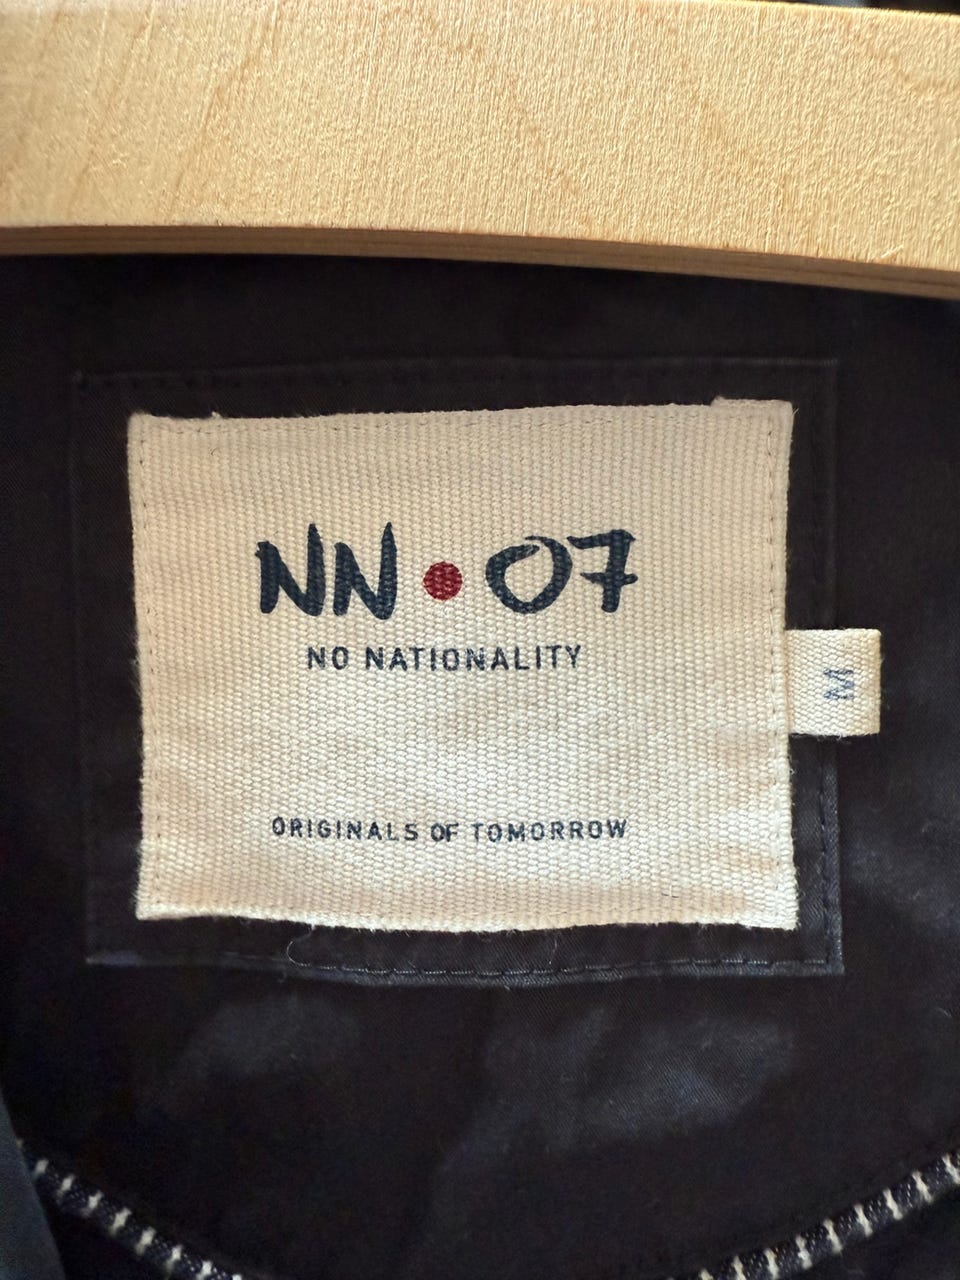 NN•07
NO NATIONALITY
M
ORIGINALS OF TOMORROW